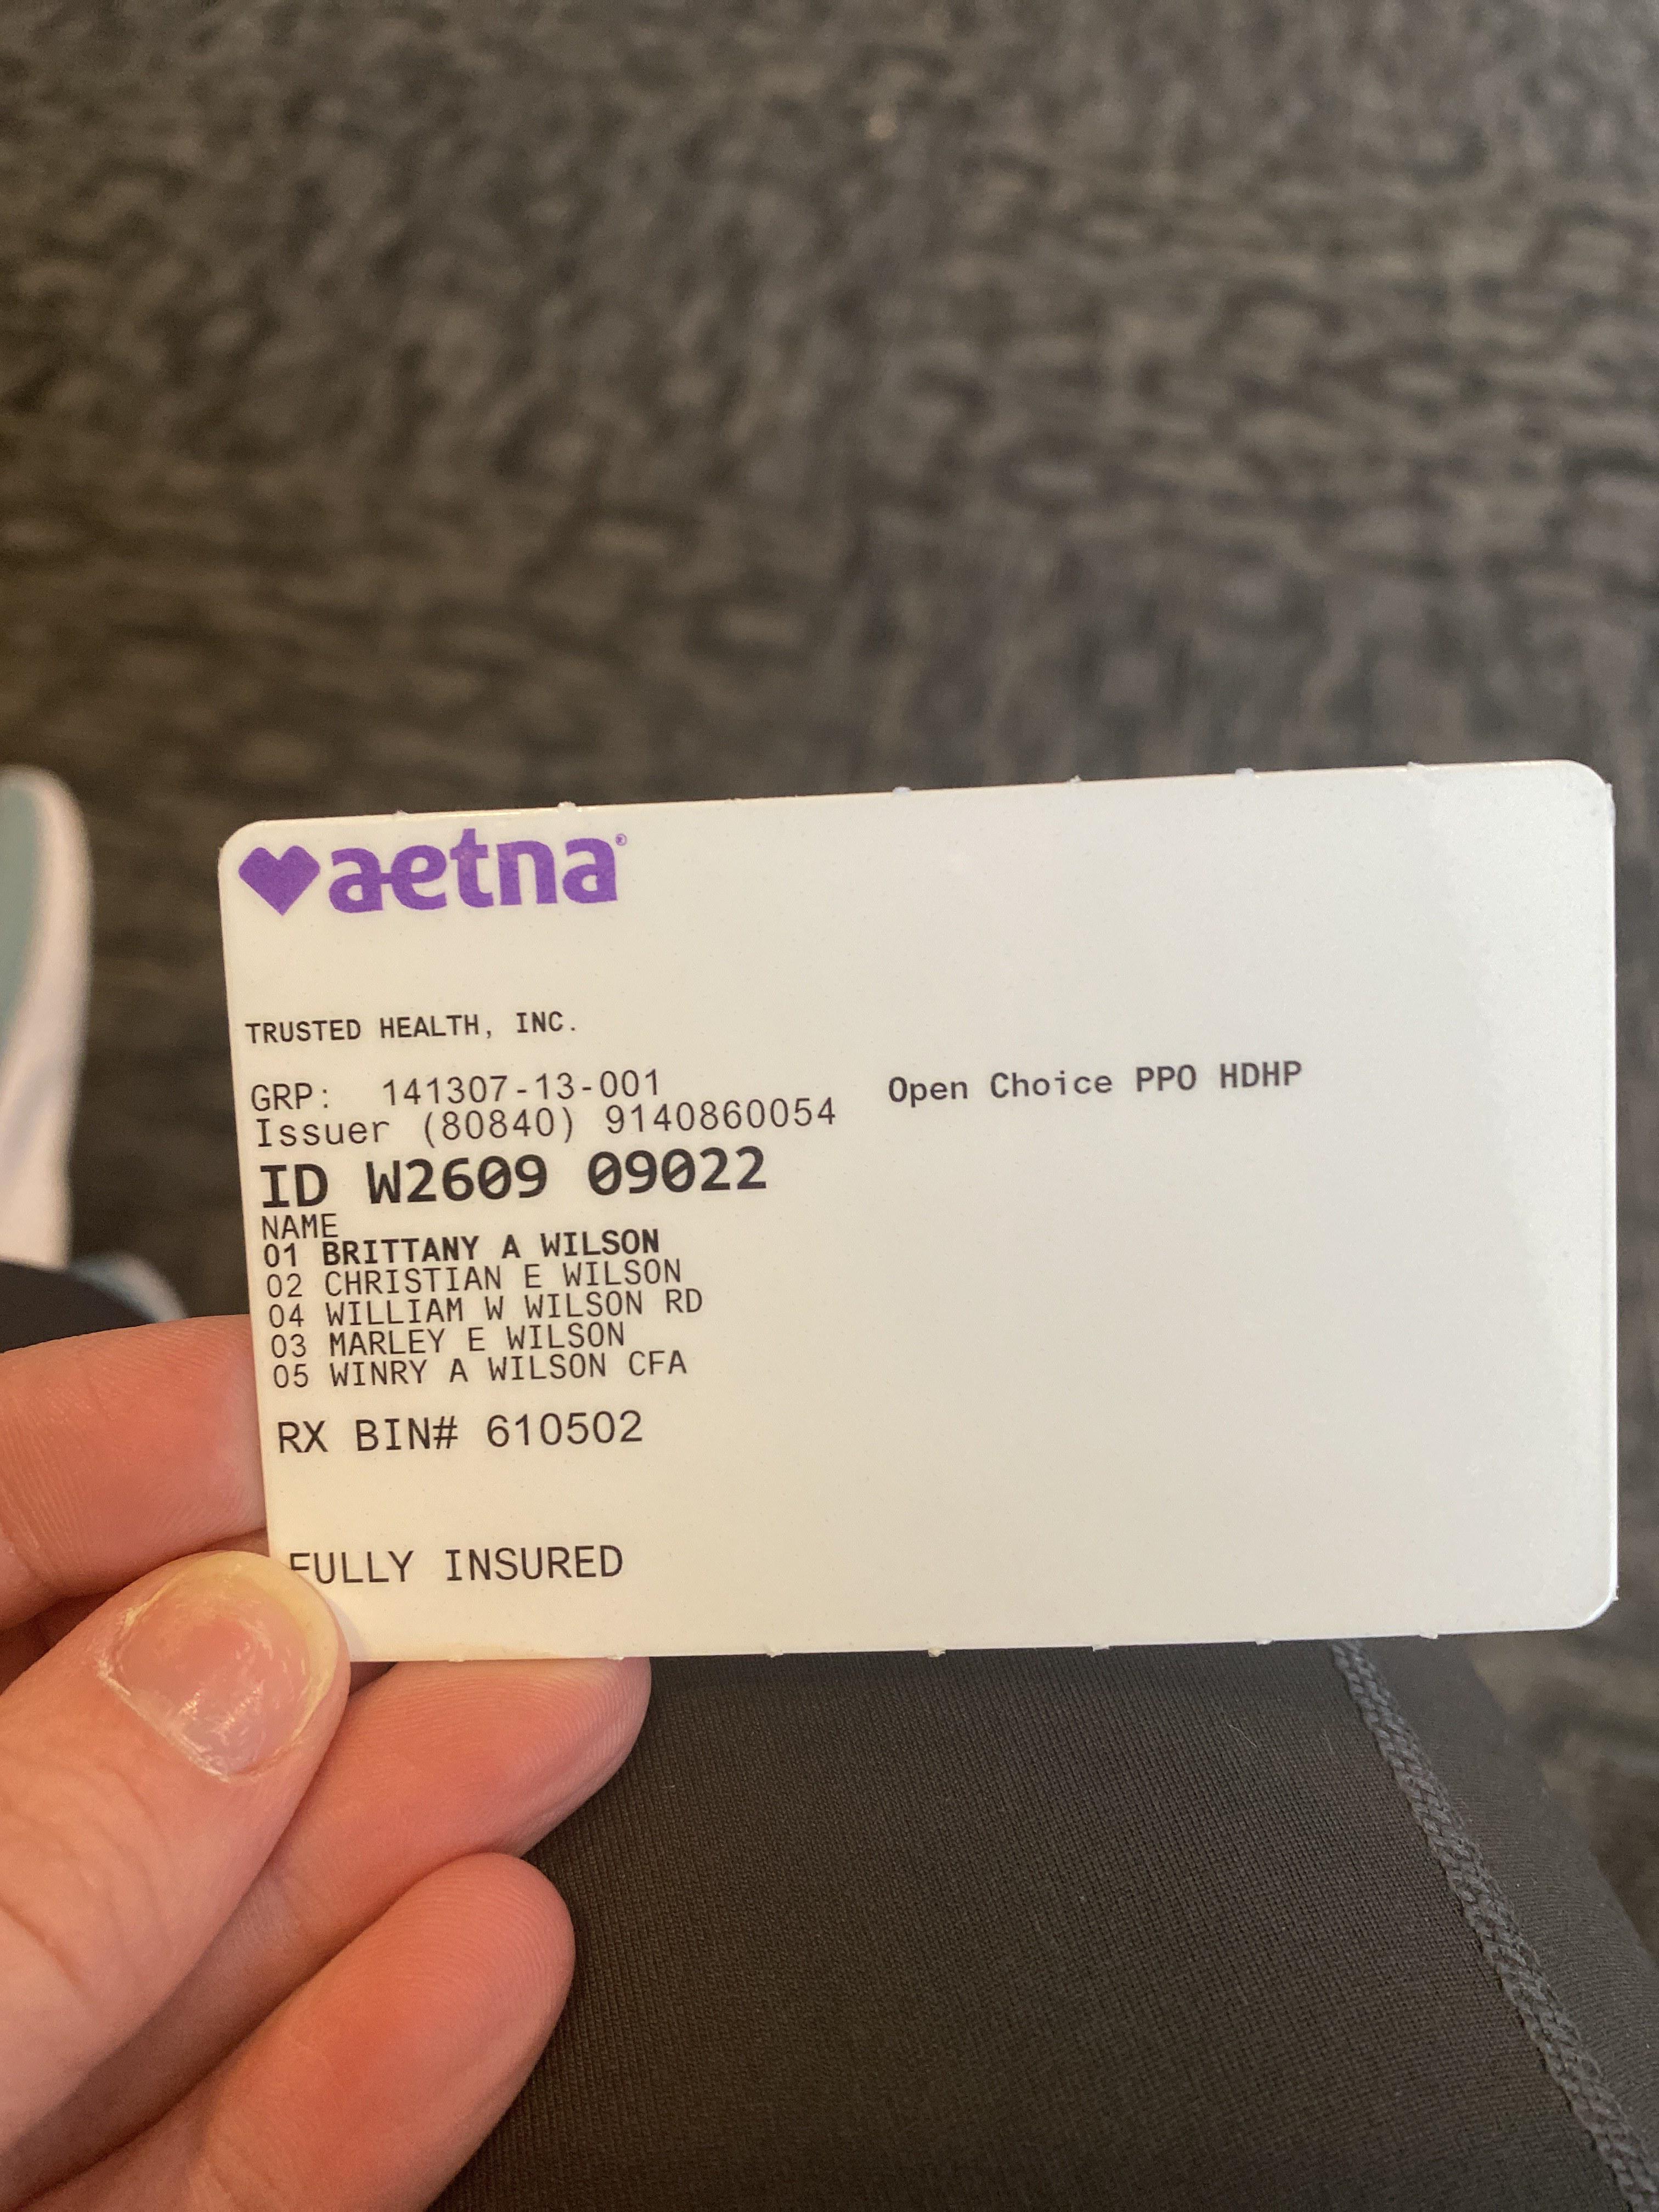 aetna®
TRUSTED HEALTH, INC.
GRP: 141307-13-001
Issuer (80840) 9140860054
Open Choice PPO HDHP
ID W2609 09022
NAME
01 BRITTANY A WILSON
02 CHRISTIAN E WILSON
04 WILLIAM W WILSON RD
03 MARLEY E WILSON
05 WINRY A WILSON CFA
RX BIN# 610502
FULLY INSURED